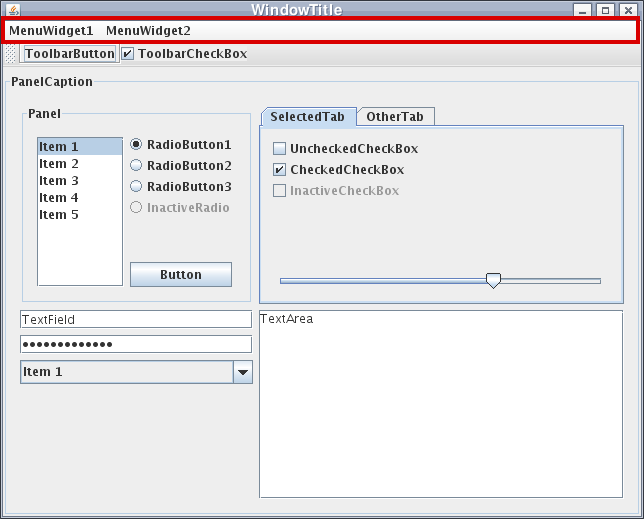 WindowTitle
MenuWidget1 MenuWidget2
ToolbarButton ToolbarCheckBox
PanelCaption
Panel
Item 1
Item 2
Item 3
Item 4
Item 5
RadioButton1
RadioButton2
RadioButton3
InactiveRadio
Button
SelectedTab OtherTab
UncheckedCheckBox
CheckedCheckBox
InactiveCheckBox
TextField
●●●●●●●●●●●●●
Item 1
TextArea